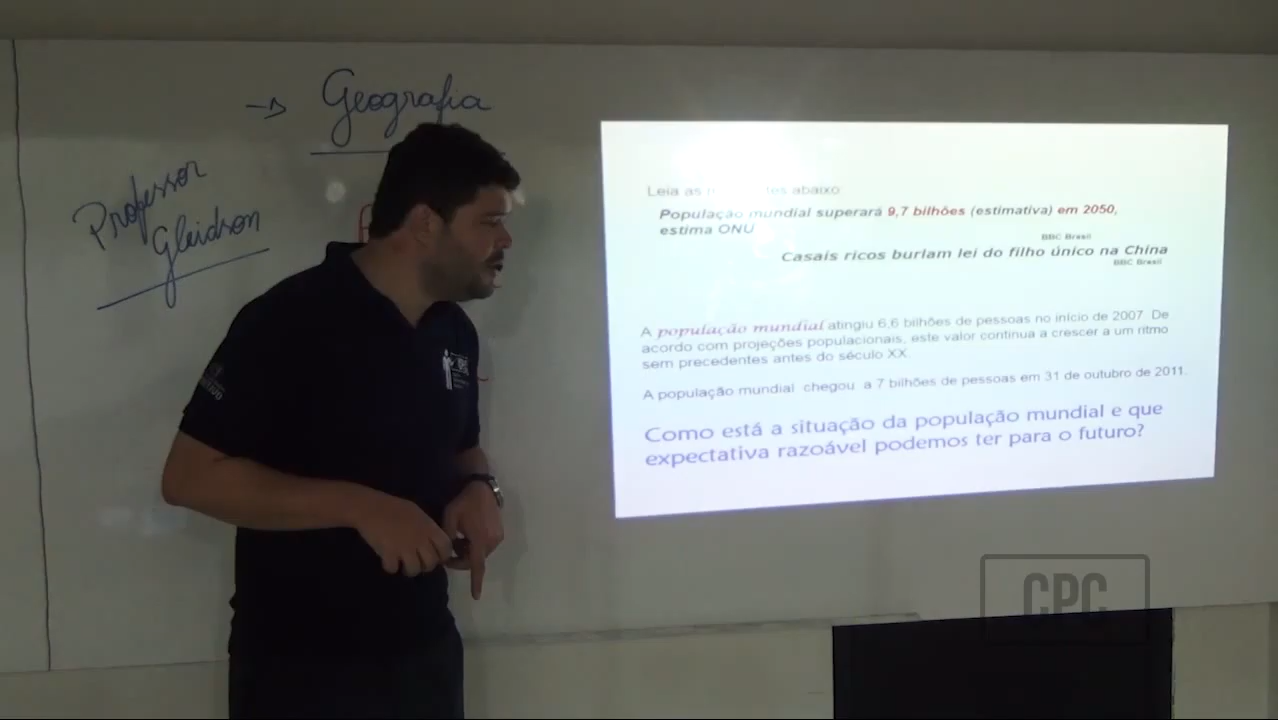 → Geografia
Professor
Gleidson
Leia as abaixo:
População mundial superará 9,7 bilhões (estimativa) em 2050,
estima ONU
BBC Brasil
Casais ricos burlam lei do filho único na China
BBC Brasil
A população mundial atingiu 6,6 bilhões de pessoas no início de 2007. De
acordo com projeções populacionais, este valor continua a crescer a um ritmo
sem precedentes antes do século XX.
A população mundial chegou a 7 bilhões de pessoas em 31 de outubro de 2011.
Como está a situação da população mundial e que
expectativa razoável podemos ter para o futuro?
CPC